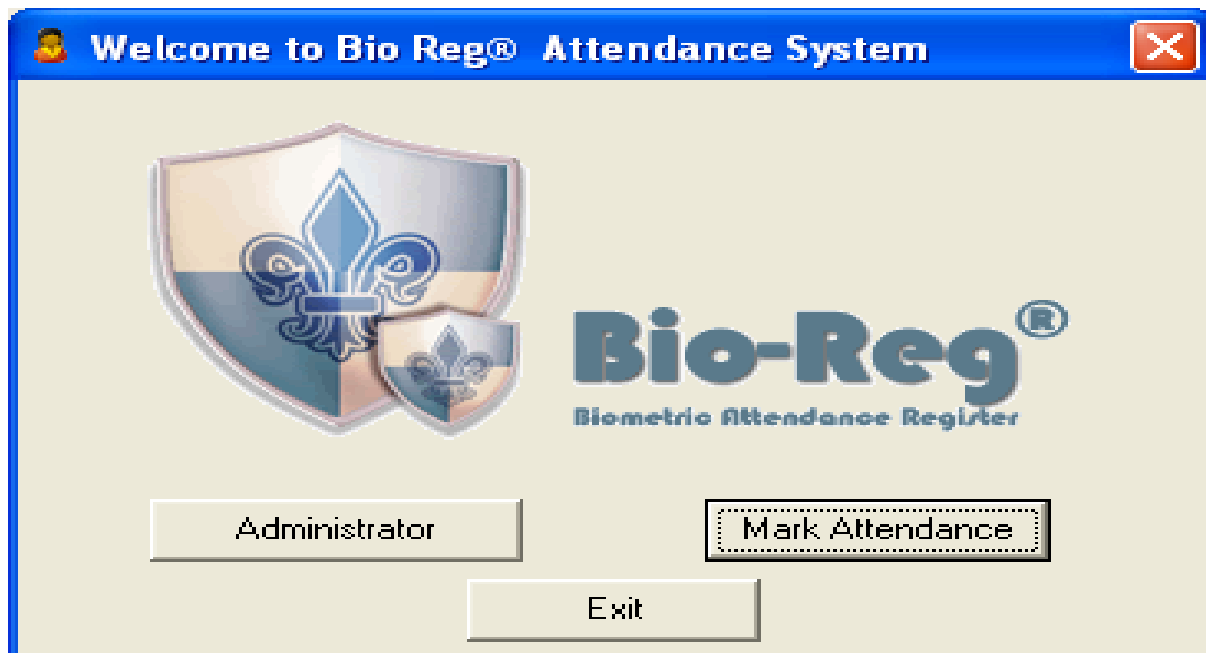 Welcome to Bio Reg® Attendance System
Bio-Reg®
Biometric Attendance Register
Administrator
Mark Attendance
Exit